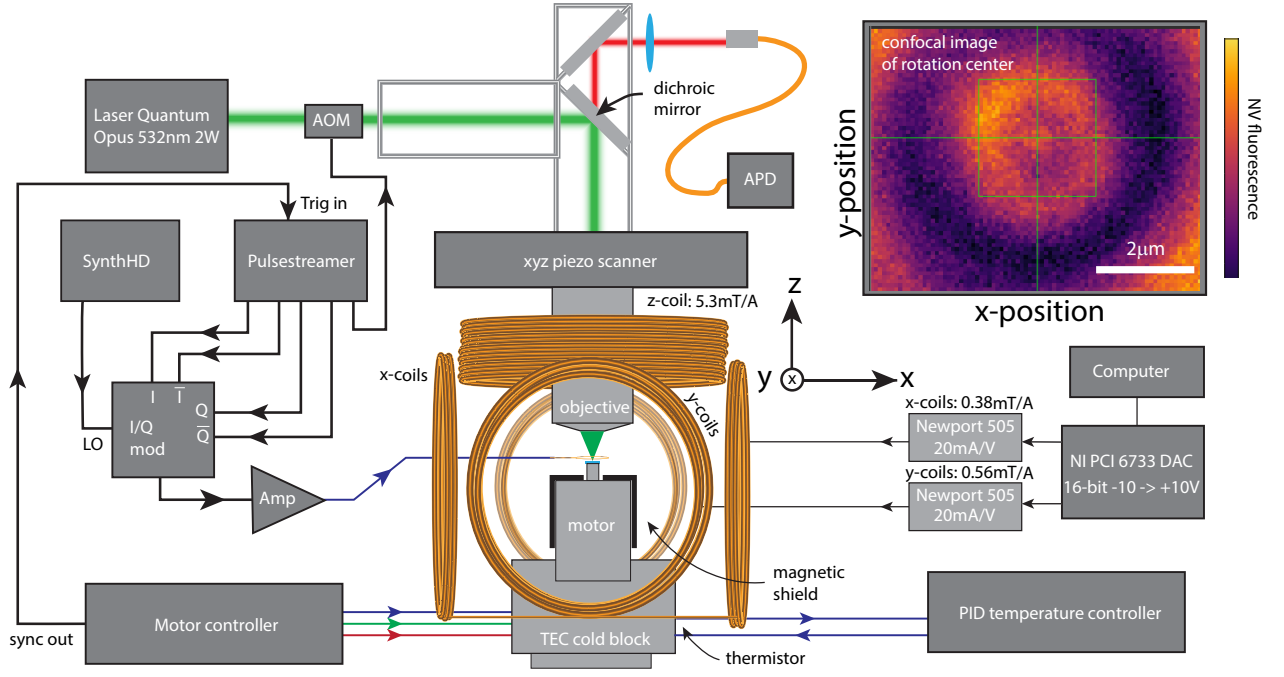 Laser Quantum
Opus 532nm 2W
AOM
dichroic
mirror
APD
confocal image
of rotation center
2μm
y-position
x-position
NV fluorescence
Trig in
SynthHD
Pulsestreamer
xyz piezo scanner
z-coil: 5.3mT/A
x-coils
y-coils
objective
z
y
x
x
I
I̅
Q
Q̅
I/Q
mod
LO
Amp
motor
magnetic
shield
Computer
x-coils: 0.38mT/A
Newport 505
20mA/V
y-coils: 0.56mT/A
Newport 505
20mA/V
NI PCI 6733 DAC
16-bit -10 -> +10V
sync out
Motor controller
TEC cold block
thermistor
PID temperature controller